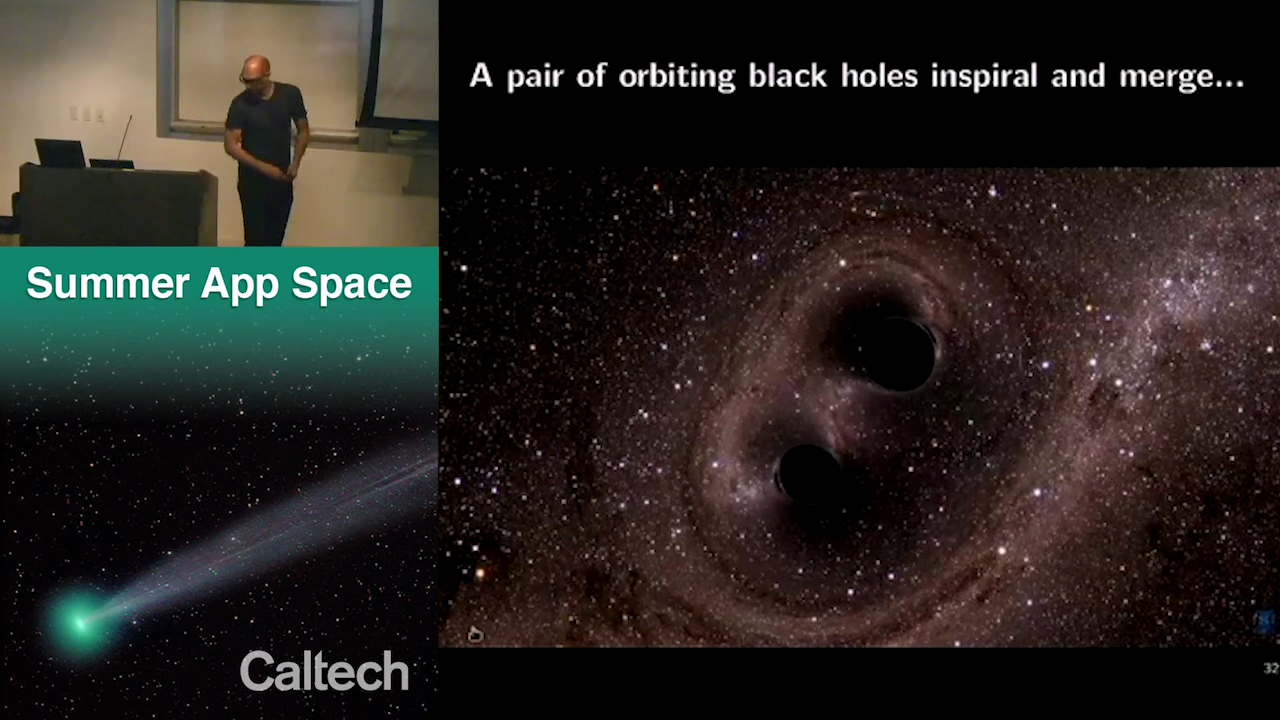 A pair of orbiting black holes inspiral and merge...
Summer App Space
Caltech
32